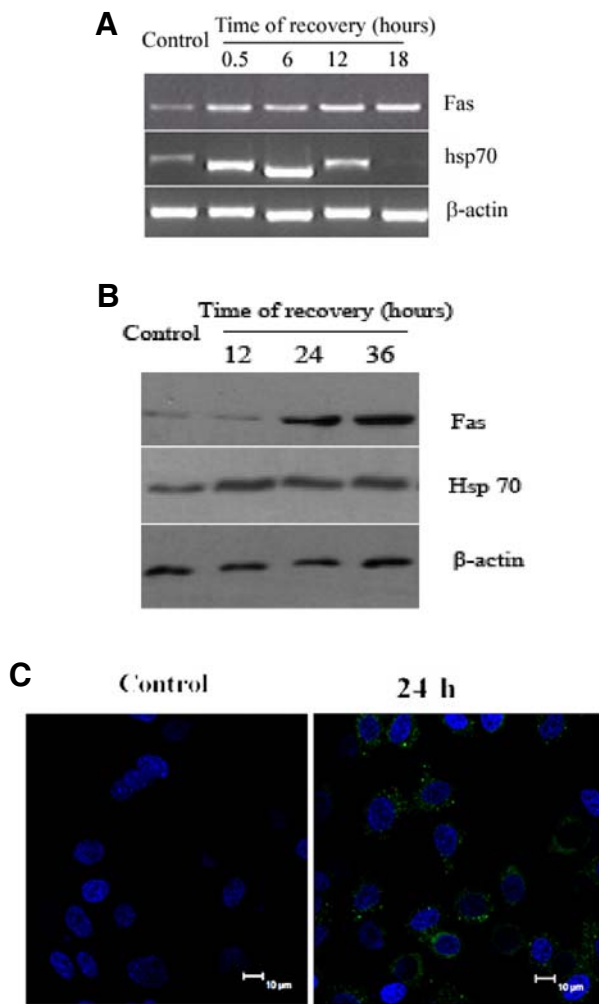 A
Time of recovery (hours)
Control
0.5 6 12 18
Fas
hsp70
β-actin
B
Time of recovery (hours)
Control
12 24 36
Fas
Hsp 70
β-actin
C
Control 24 h
10 µm 10 µm